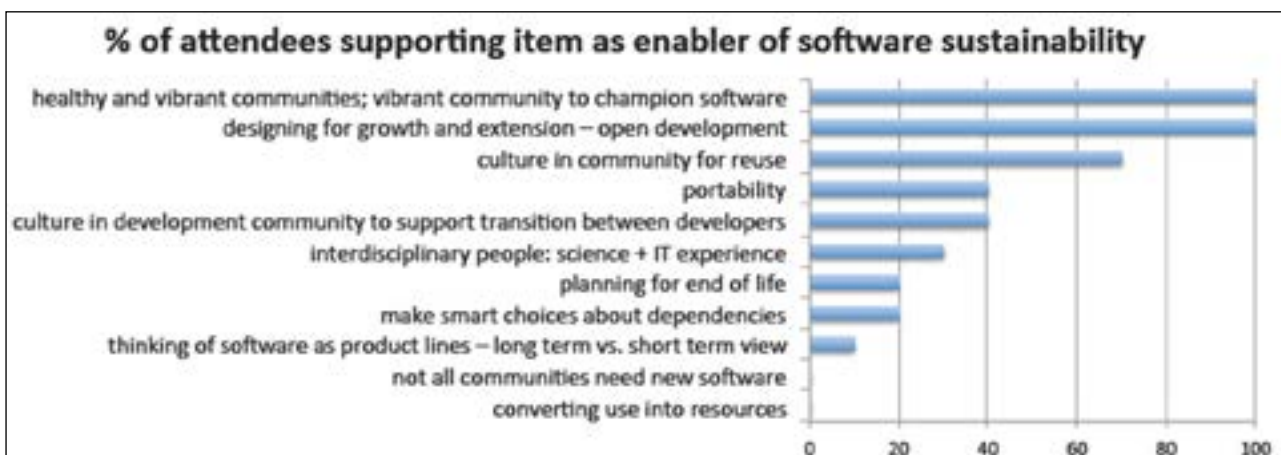 % of attendees supporting item as enabler of software sustainability
healthy and vibrant communities; vibrant community to champion software
designing for growth and extension – open development
culture in community for reuse
portability
culture in development community to support transition between developers
interdisciplinary people: science + IT experience
planning for end of life
make smart choices about dependencies
thinking of software as product lines – long term vs. short term view
not all communities need new software
converting use into resources
0 20 40 60 80 100